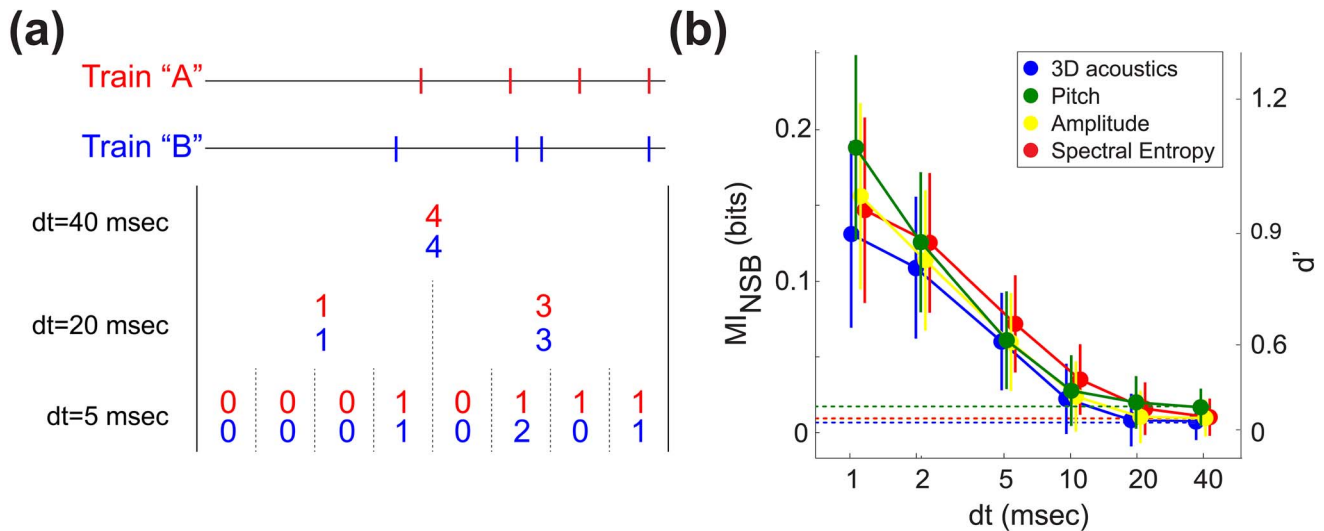 (a)
Train “A”
Train “B”
dt=40 msec
4
4
dt=20 msec
1 3
1 3
dt=5 msec
0 0 0 1 0 1 1 1
0 0 0 1 0 2 0 1
(b)
3D acoustics
Pitch
Amplitude
Spectral Entropy
MI_NSB (bits)
0.2
0.1
0
1.2
0.9
0.6
0
d'
1 2 5 10 20 40
dt (msec)